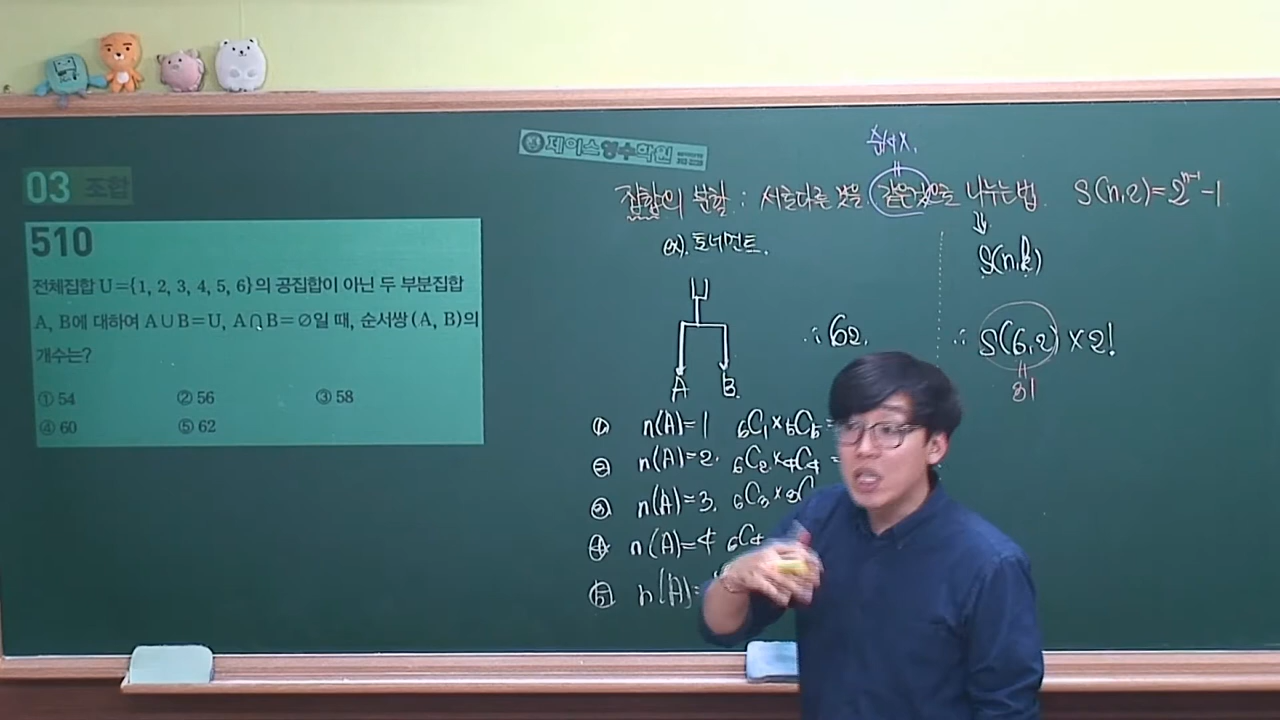 제이스영수학원
03 조합
510
전체집합 U={1, 2, 3, 4, 5, 6}의 공집합이 아닌 두 부분집합
A, B에 대하여 A∪B=U, A∩B=∅일 때, 순서쌍 (A, B)의
개수는?
① 54 ② 56 ③ 58
④ 60 ⑤ 62
순서X.
집합의 분할 : 서로다른 것을 같은것으로 나누는법. S(n,2)=2ⁿ⁻¹-1
ex). 토너먼트.
S(n,k)
U
A B
∴ 62.
∴ S(6,2)×2!
31
① n(A)=1 ₆C₁×₅C₅=
② n(A)=2. ₆C₂×₄C₄=
③ n(A)=3. ₆C₃×₃C
④ n(A)=4 ₆C₄
⑤ n(A)=